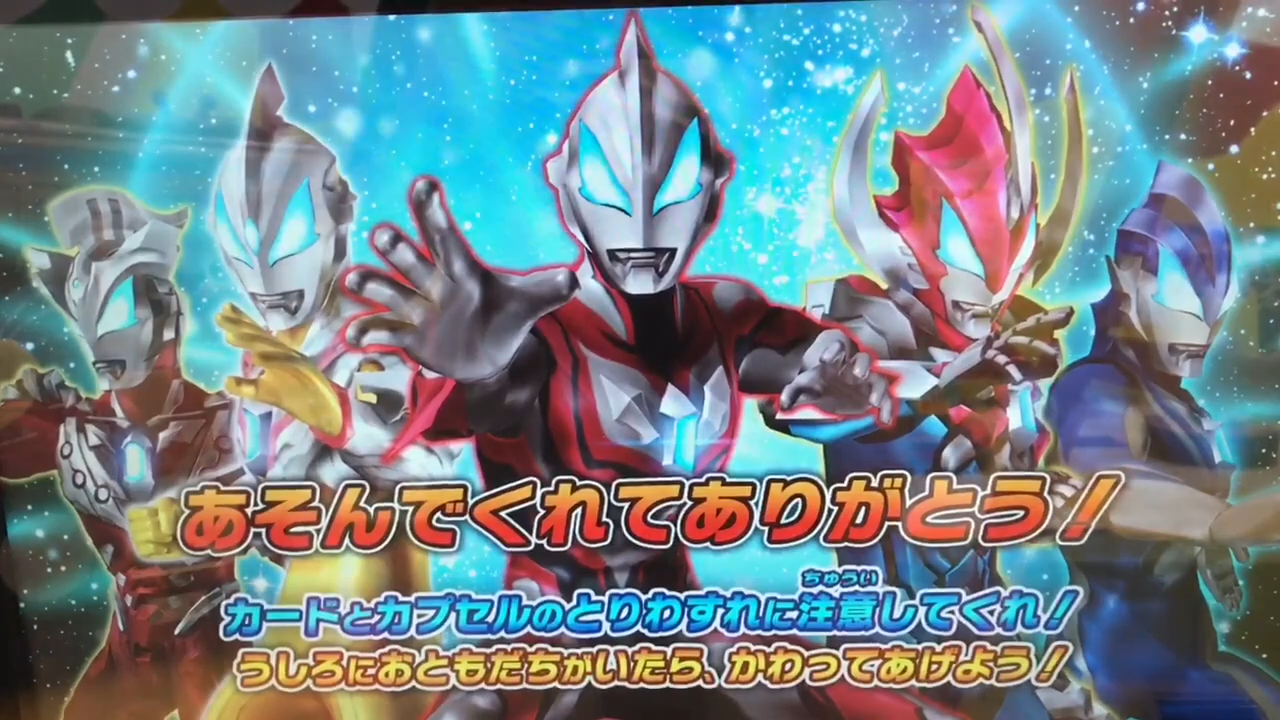 あそんでくれてありがとう！
ちゅうい
カードとカプセルのとりわすれに注意してくれ！
うしろにおともだちがいたら、かわってあげよう！